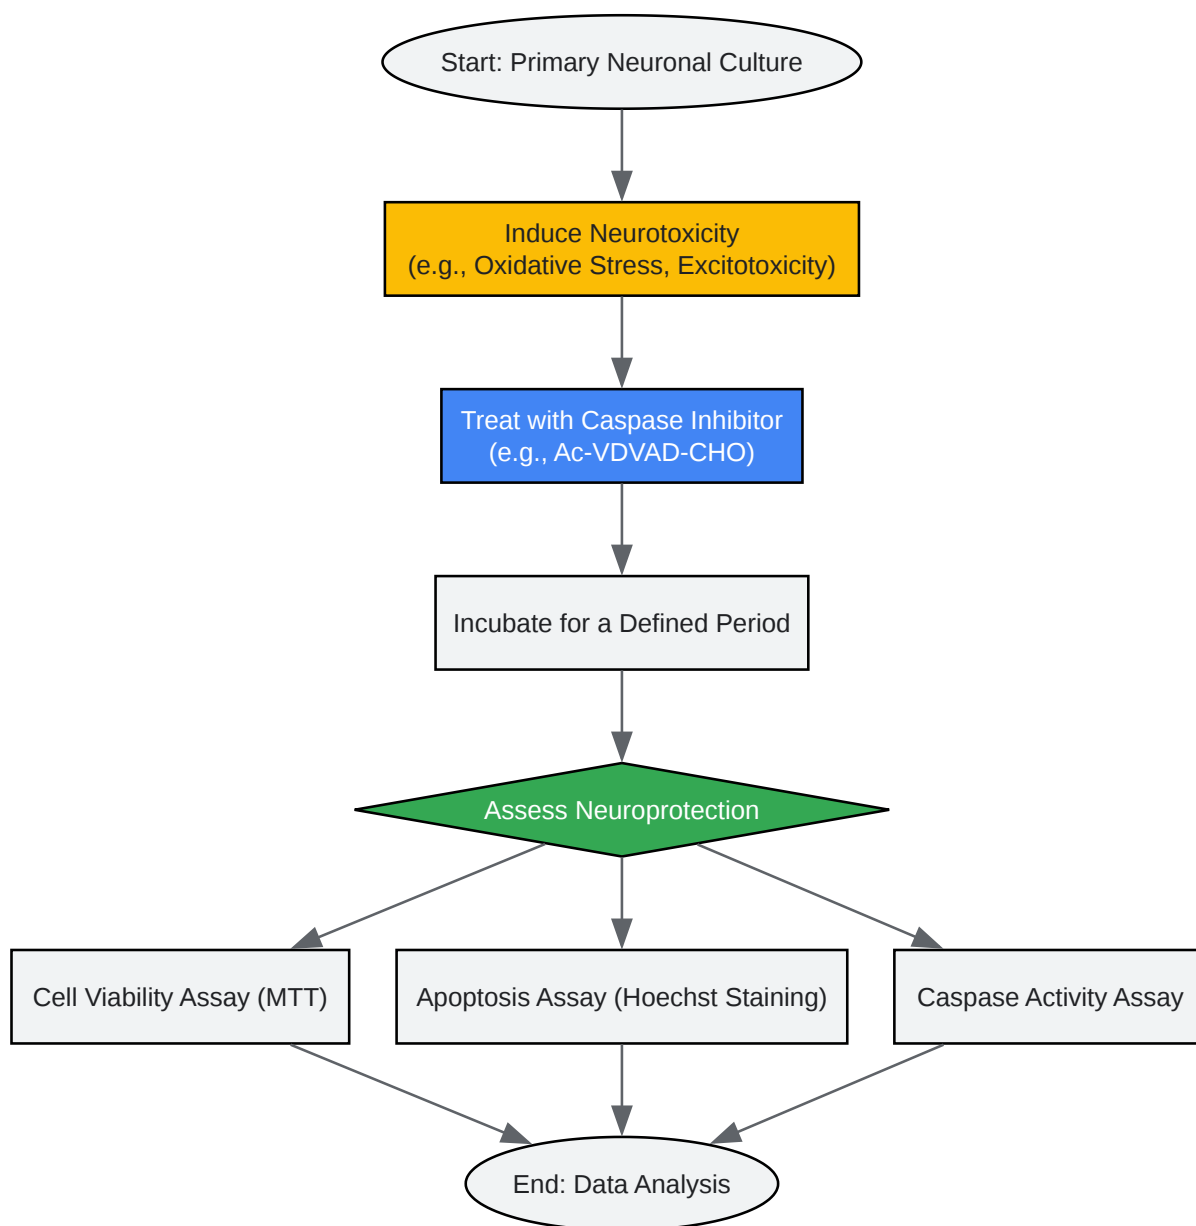 Start: Primary Neuronal Culture
Induce Neurotoxicity
(e.g., Oxidative Stress, Excitotoxicity)
Treat with Caspase Inhibitor
(e.g., Ac-VDVAD-CHO)
Incubate for a Defined Period
Assess Neuroprotection
Cell Viability Assay (MTT)
Apoptosis Assay (Hoechst Staining)
Caspase Activity Assay
End: Data Analysis